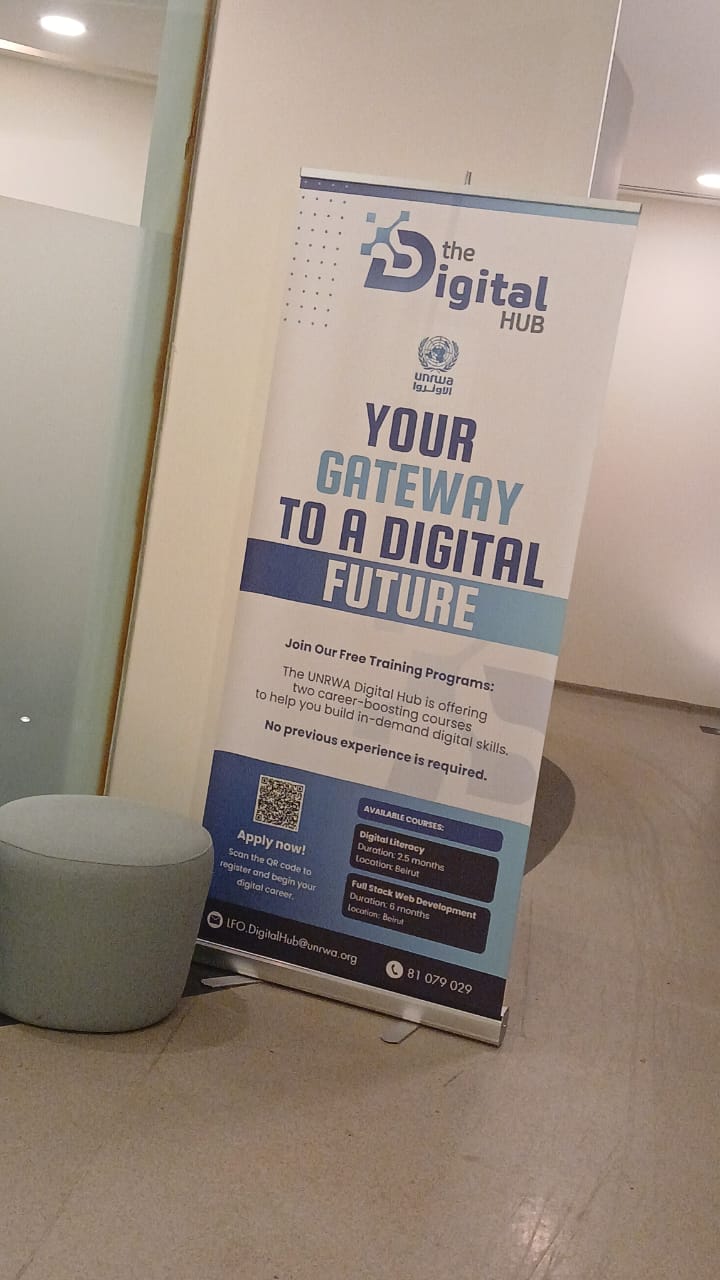 the
Digital
HUB
unrwa
الاونروا
YOUR
GATEWAY
TO A DIGITAL
FUTURE
Join Our Free Training Programs:
The UNRWA Digital Hub is offering
two career-boosting courses
to help you build in-demand digital skills.
No previous experience is required.
Apply now!
Scan the QR code to
register and begin your
digital career.
AVAILABLE COURSES:
Digital Literacy
Duration: 2.5 months
Location: Beirut
Full Stack Web Development
Duration: 6 months
Location: Beirut
LFO.DigitalHub@unrwa.org
81 079 029